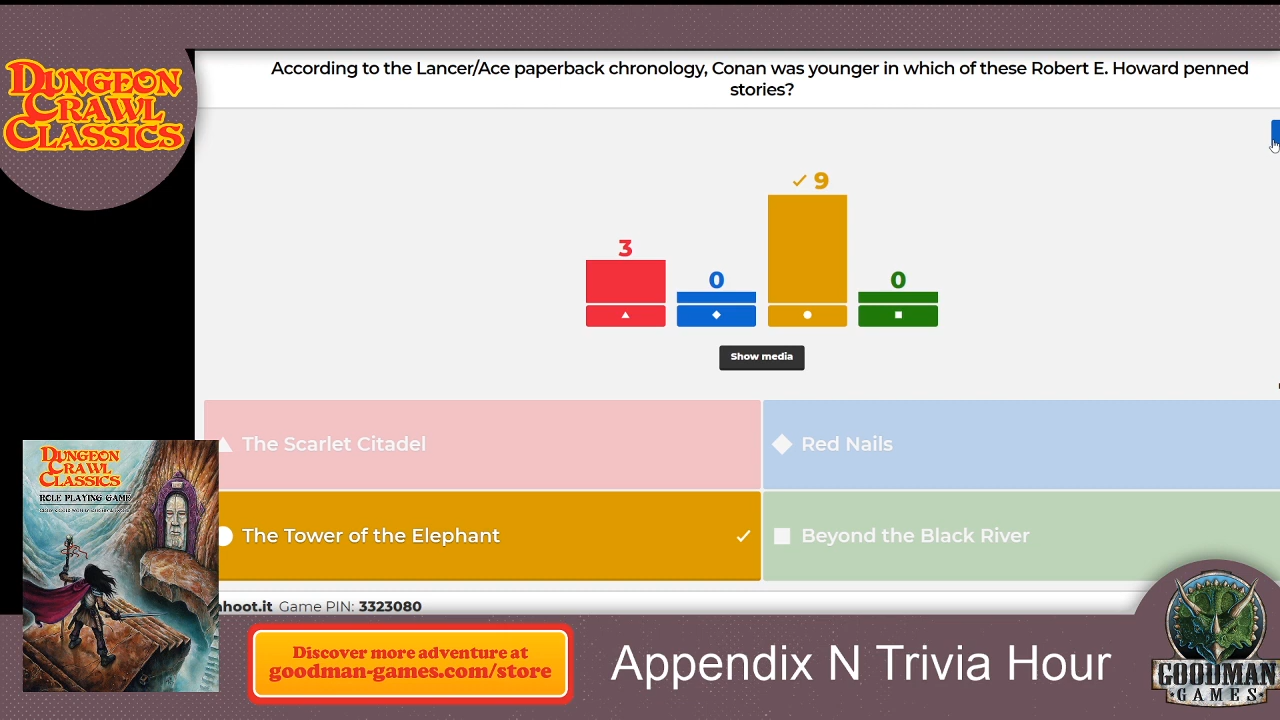 According to the Lancer/Ace paperback chronology, Conan was younger in which of these Robert E. Howard penned
stories?
DUNGEON
CRAWL
CLASSICS
3
0
9
0
Show media
The Scarlet Citadel
Red Nails
The Tower of the Elephant
Beyond the Black River
DUNGEON
CRAWL
CLASSICS
ROLE PLAYING GAME
hoot.it Game PIN: 3323080
Discover more adventure at
goodman-games.com/store
Appendix N Trivia Hour
GOODMAN
GAMES